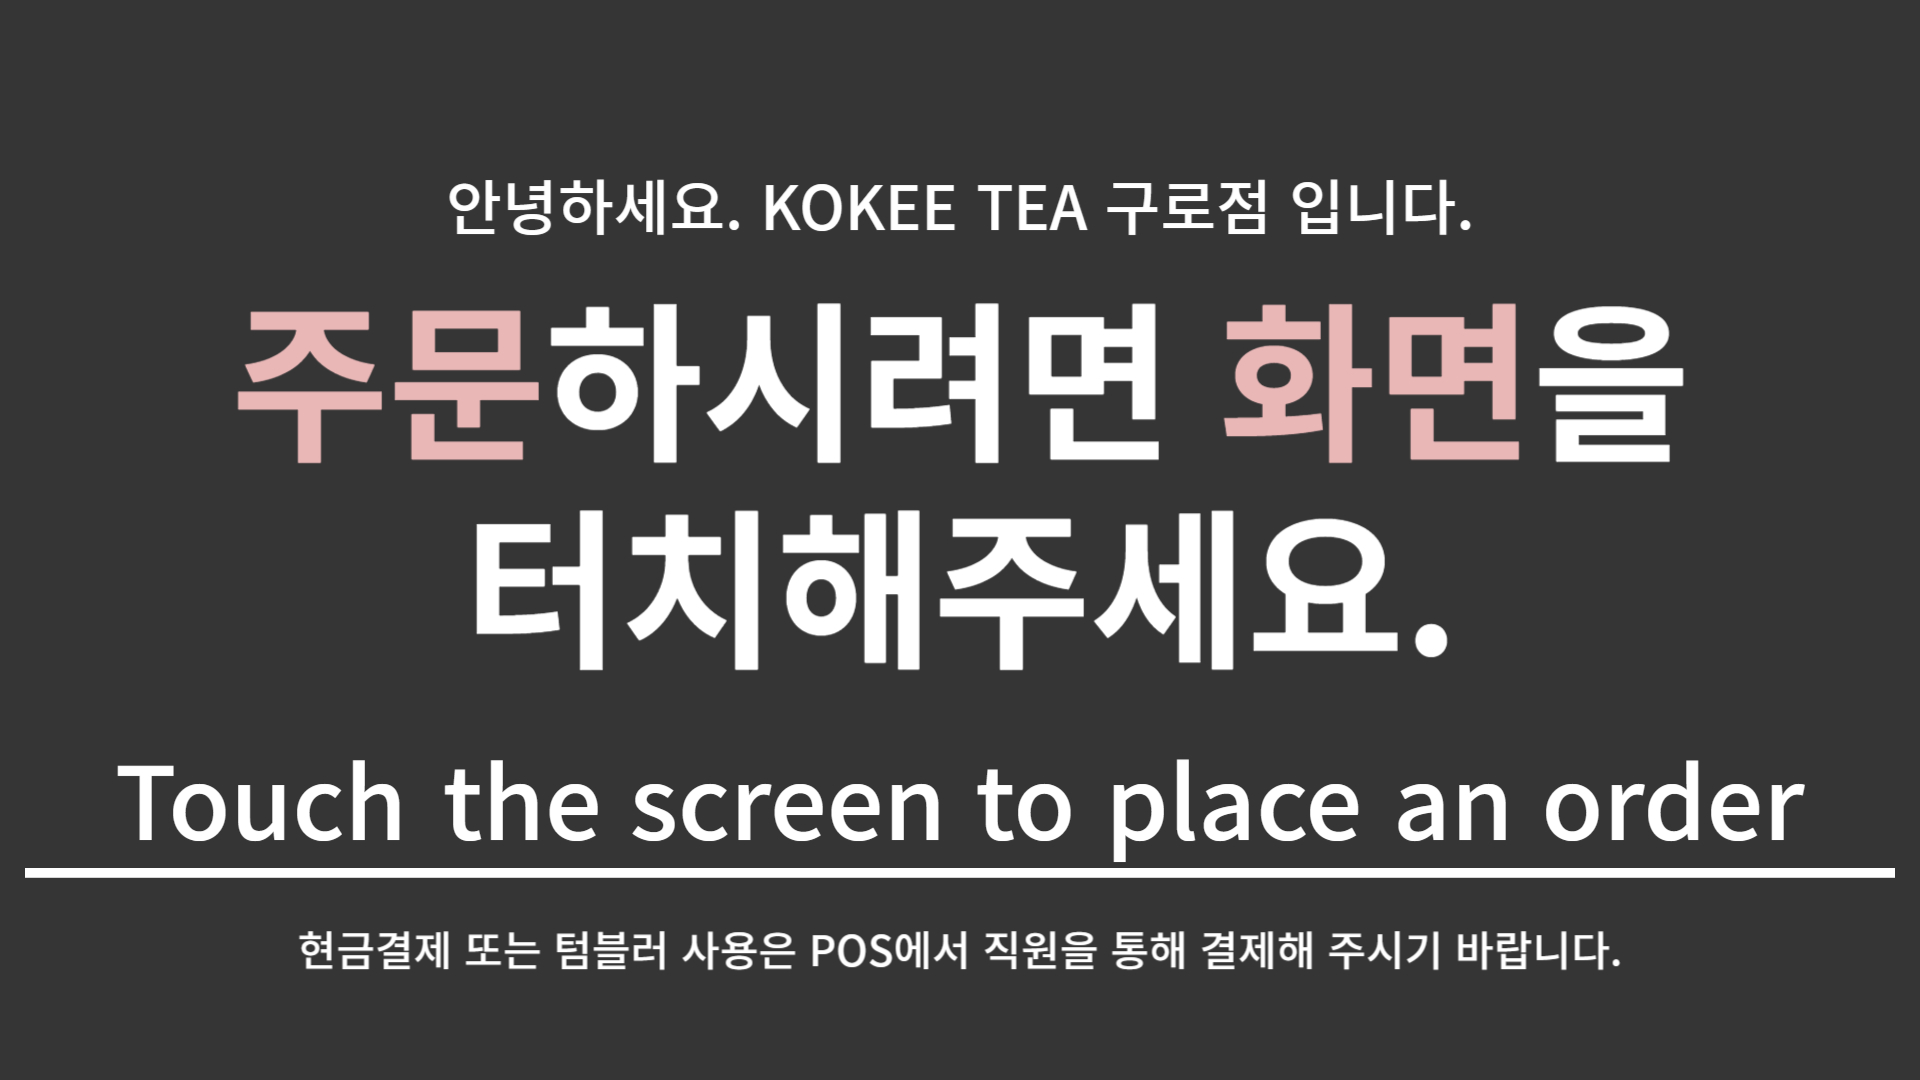 안녕하세요. KOKEE TEA 구로점 입니다.
주문하시려면 화면을
터치해주세요.
Touch the screen to place an order
현금결제 또는 텀블러 사용은 POS에서 직원을 통해 결제해 주시기 바랍니다.